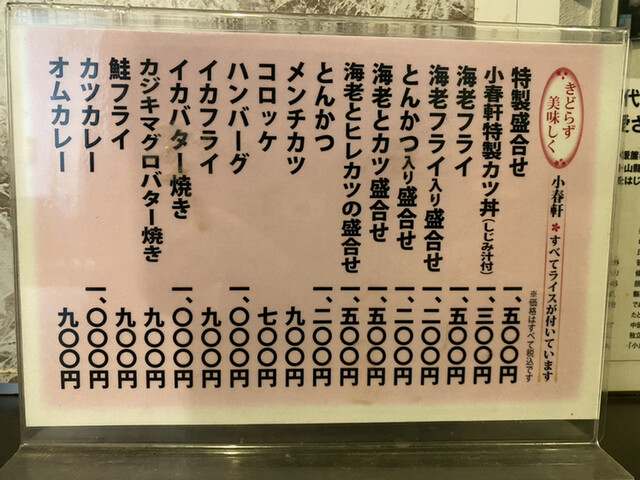 きどらず
美味しく
小春軒 ＊ すべてライスが付いています
※価格はすべて税込です
特製盛合せ 一、五〇〇円
小春軒特製カツ丼（しじみ汁付） 一、三〇〇円
海老フライ 一、五〇〇円
海老フライ入り盛合せ 一、二〇〇円
とんかつ入り盛合せ 一、二〇〇円
海老とカツ盛合せ 一、五〇〇円
海老とヒレカツの盛合せ 一、五〇〇円
とんかつ 一、二〇〇円
メンチカツ 九〇〇円
コロッケ 七〇〇円
ハンバーグ 一、〇〇〇円
イカフライ 九〇〇円
イカバター焼き 一、〇〇〇円
カジキマグロバター焼き 九〇〇円
鮭フライ 九〇〇円
カツカレー 一、〇〇〇円
オムカレー 九〇〇円